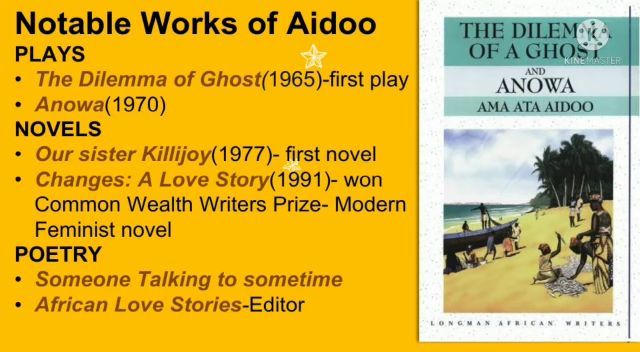 Notable Works of Aidoo
PLAYS
• The Dilemma of Ghost(1965)-first play
• Anowa(1970)
NOVELS
• Our sister Killijoy(1977)- first novel
• Changes: A Love Story(1991)- won
Common Wealth Writers Prize- Modern
Feminist novel
POETRY
• Someone Talking to sometime
• African Love Stories-Editor
THE DILEMMA
OF A GHOST
AND
ANOWA
AMA ATA AIDOO
LONGMAN AFRICAN WRITERS
KINEMASTER